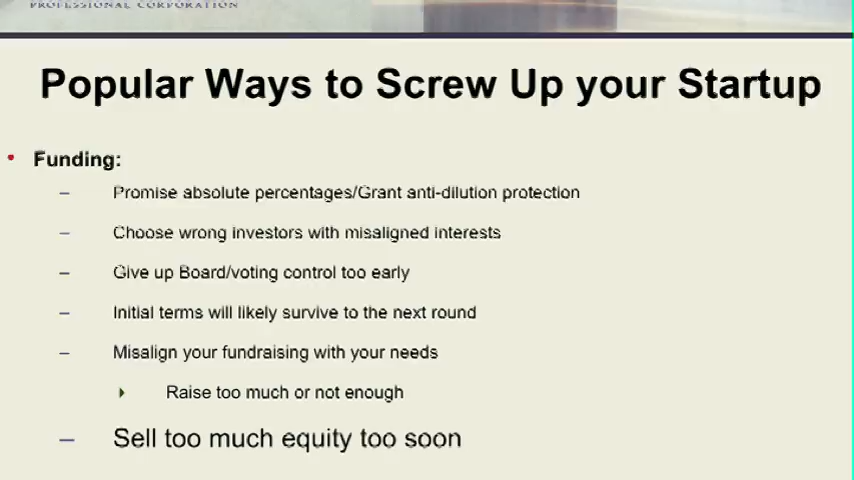 PROFESSIONAL CORPORATION
Popular Ways to Screw Up your Startup
• Funding:
– Promise absolute percentages/Grant anti-dilution protection
– Choose wrong investors with misaligned interests
– Give up Board/voting control too early
– Initial terms will likely survive to the next round
– Misalign your fundraising with your needs
Raise too much or not enough
– Sell too much equity too soon